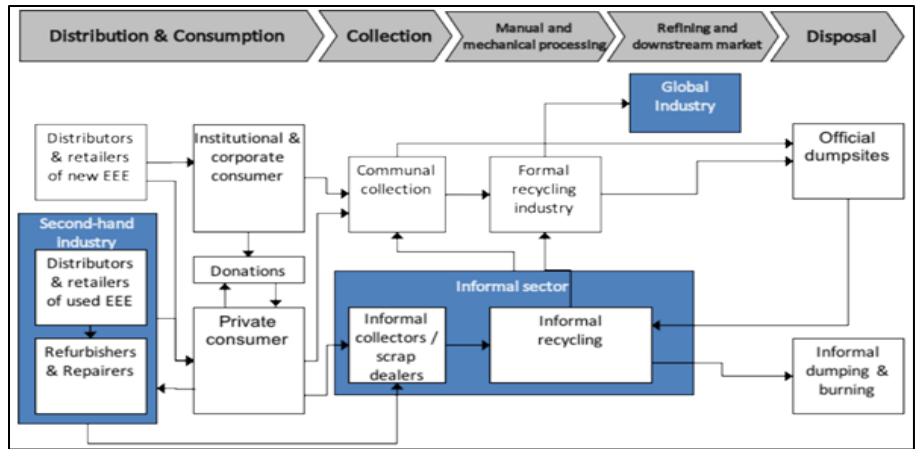 Distribution & Consumption
Collection
Manual and
mechanical processing
Refining and
downstream market
Disposal
Global
Industry
Distributors
& retailers
of new EEE
Institutional &
corporate
consumer
Communal
collection
Formal
recycling
industry
Official
dumpsites
Second-hand
industry
Distributors
& retailers
of used EEE
Refurbishers
& Repairers
Donations
Private
consumer
Informal sector
Informal
collectors /
scrap
dealers
Informal
recycling
Informal
dumping &
burning